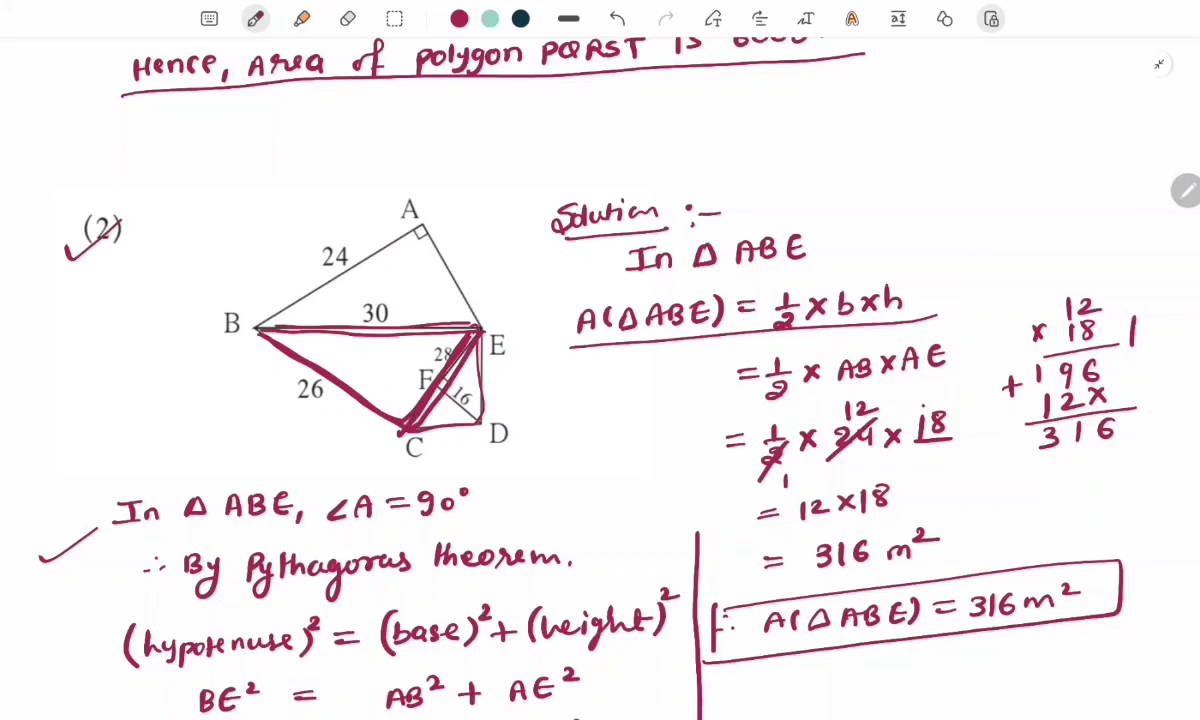 Hence, Area of polygon PQRST is
(2)
A
24
B
30
E
28
F
16
26
C
D
Solution :-
In Δ ABE
A(Δ ABE) = 1/2 × b × h
= 1/2 × AB × AE
= 1/2 × 24 × 18
12
1
= 12 × 18
= 316 m²
∴ A(Δ ABE) = 316 m²
12
× 18
1
196
+ 12×
316
In Δ ABE, ∠A = 90°
∴ By Pythagoras theorem.
(hypotenuse)² = (base)² + (height)²
BE² = AB² + AE²